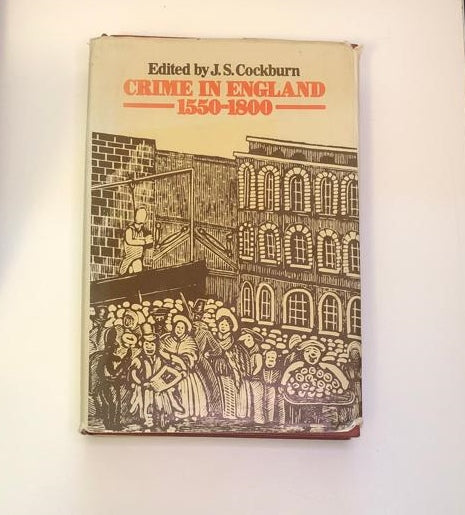 Edited by J. S. Cockburn
CRIME IN ENGLAND
1550-1800